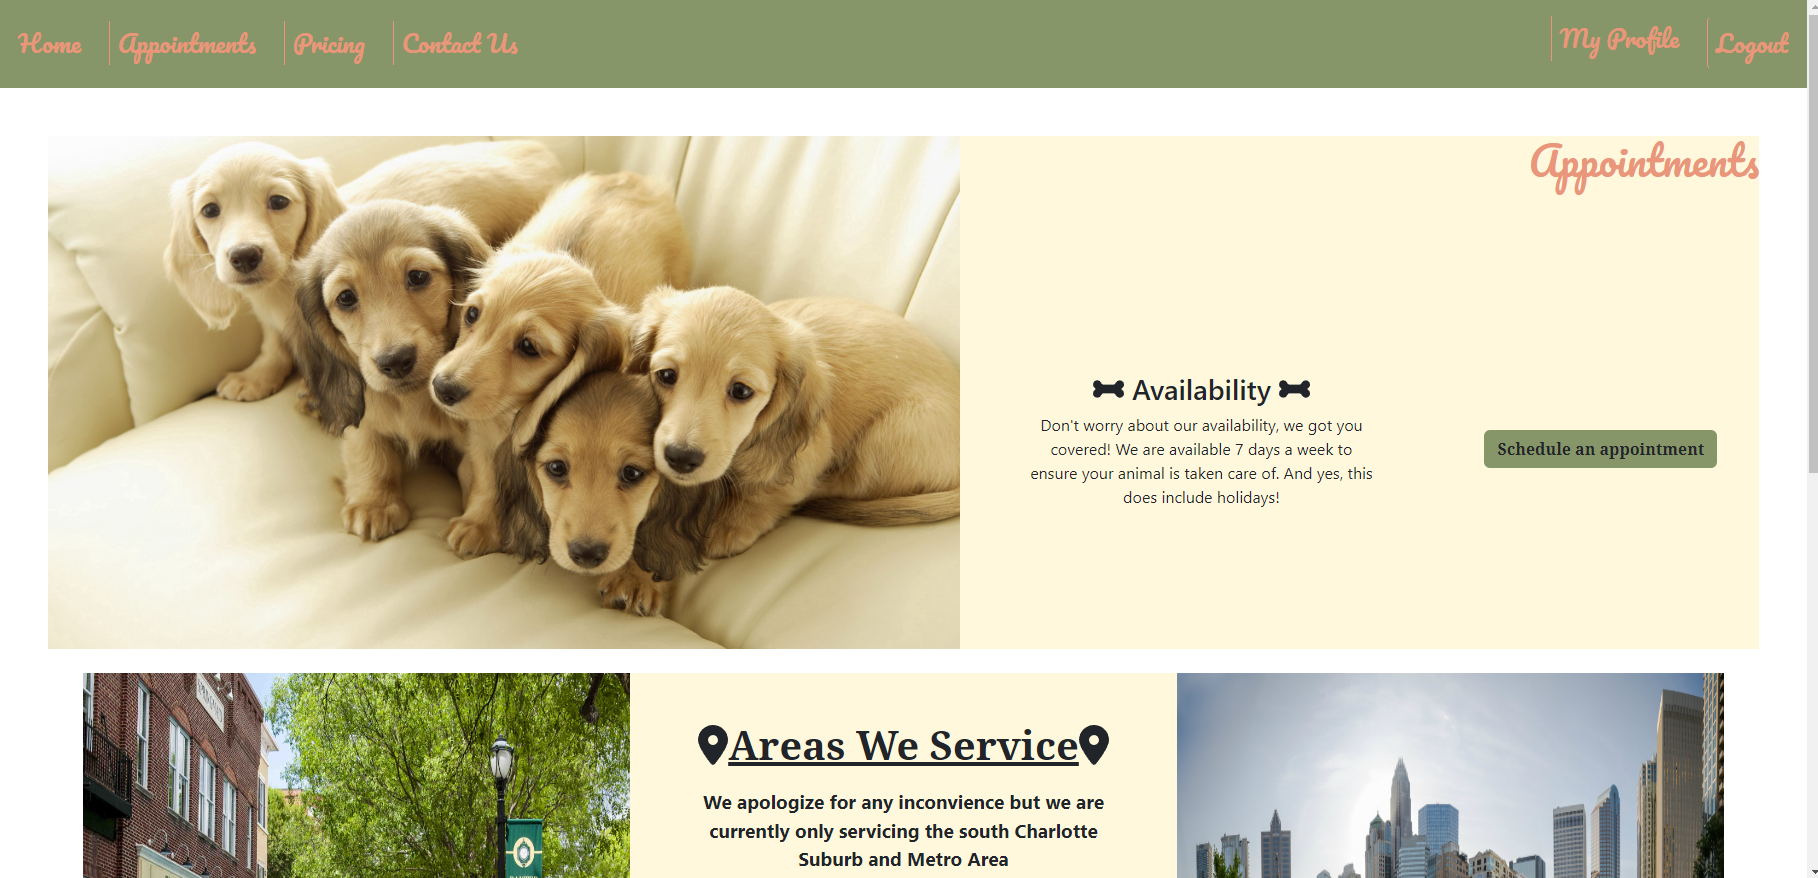 Home Appointments Pricing Contact Us My Profile Logout
Appointments
Availability
Don't worry about our availability, we got you
covered! We are available 7 days a week to
ensure your animal is taken care of. And yes, this
does include holidays!
Schedule an appointment
Areas We Service
We apologize for any inconvience but we are
currently only servicing the south Charlotte
Suburb and Metro Area